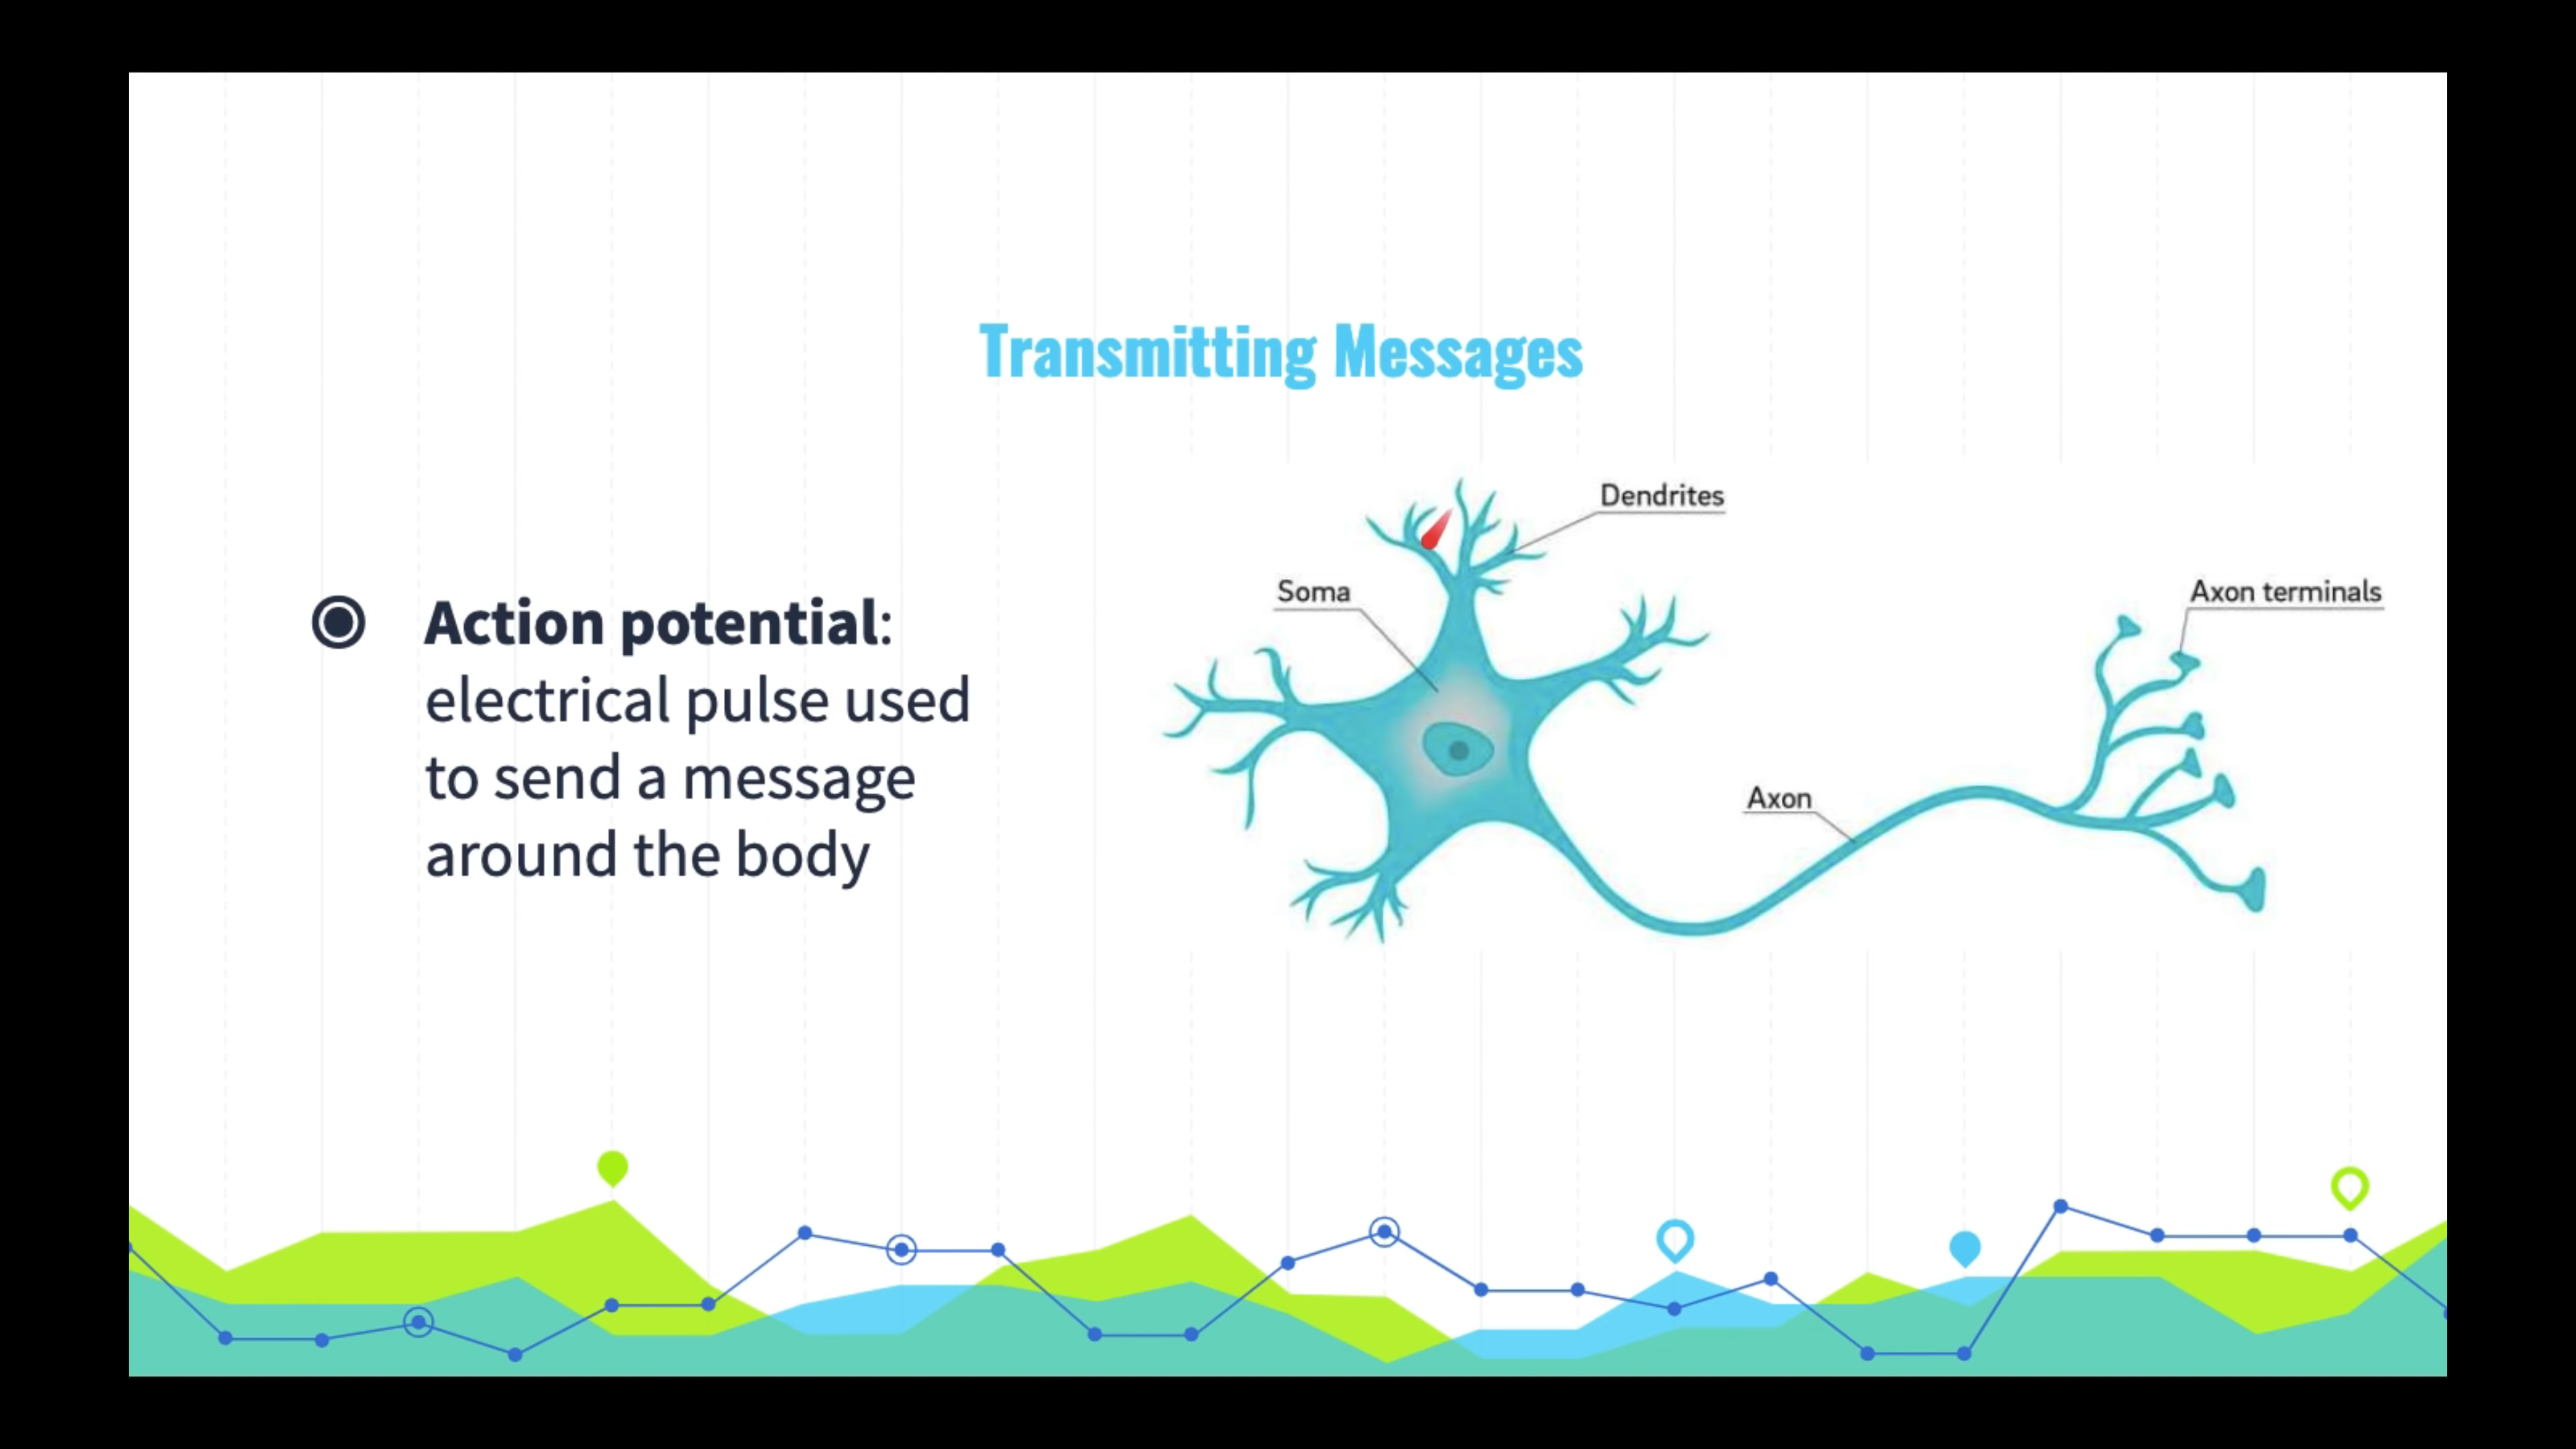 Transmitting Messages
Action potential:
electrical pulse used
to send a message
around the body
Dendrites
Soma
Axon terminals
Axon